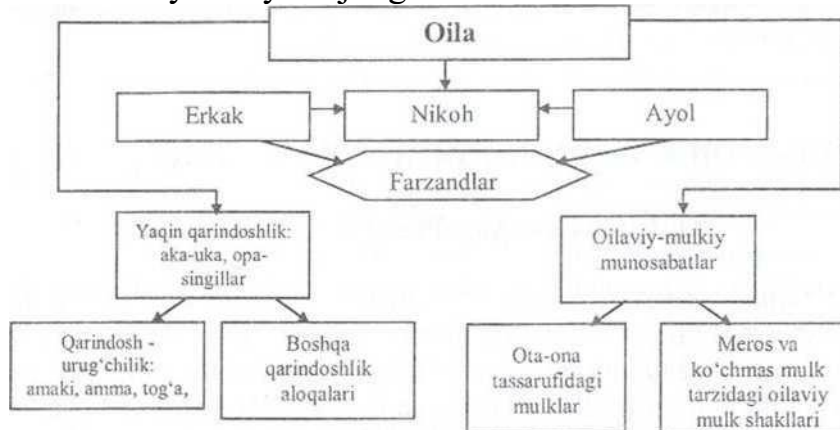 Oila
Erkak
Nikoh
Ayol
Farzandlar
Yaqin qarindoshlik:
aka-uka, opa-
singillar
Oilaviy-mulkiy
munosabatlar
Qarindosh -
urug‘chilik:
amaki, amma, tog‘a,
Boshqa
qarindoshlik
aloqalari
Ota-ona
tassarufidagi
mulklar
Meros va
ko‘chmas mulk
tarzidagi oilaviy
mulk shakllari